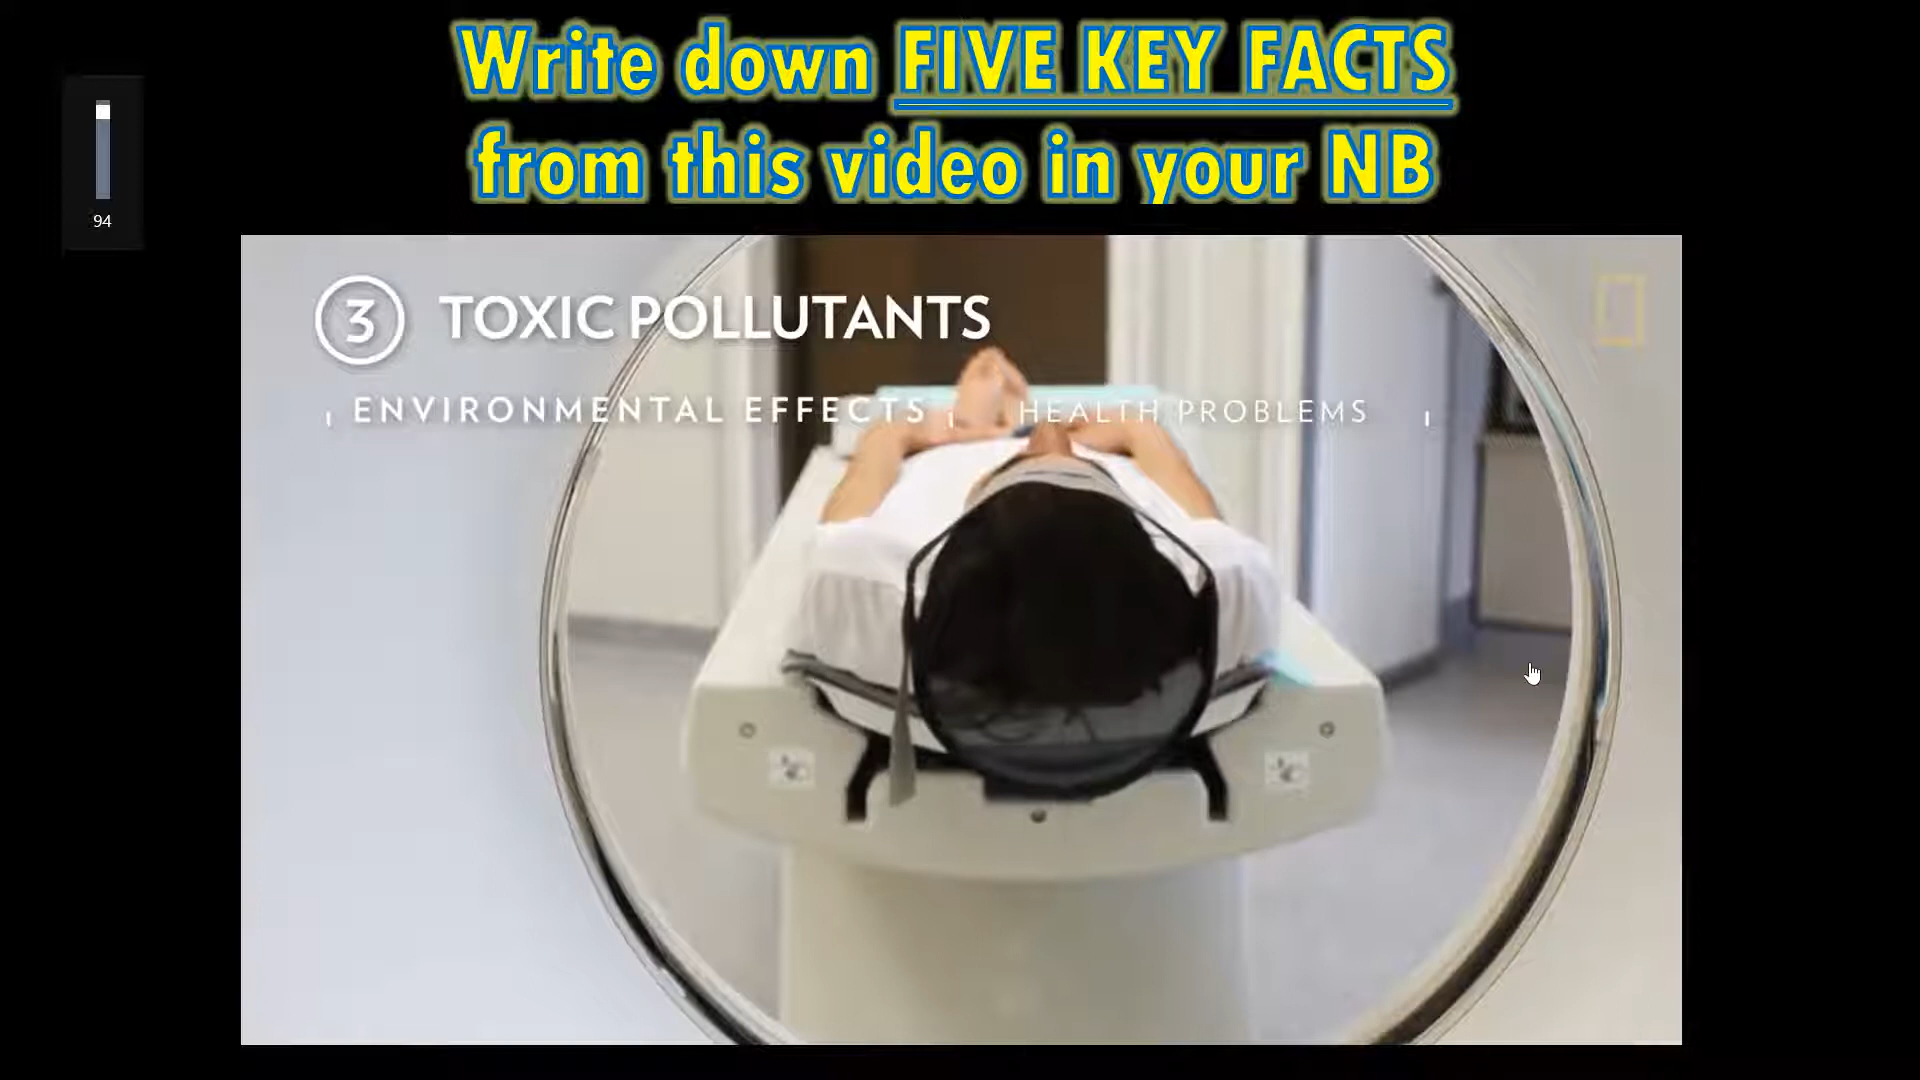 Write down FIVE KEY FACTS
from this video in your NB
94
3 TOXIC POLLUTANTS
ENVIRONMENTAL EFFECTS HEALTH PROBLEMS